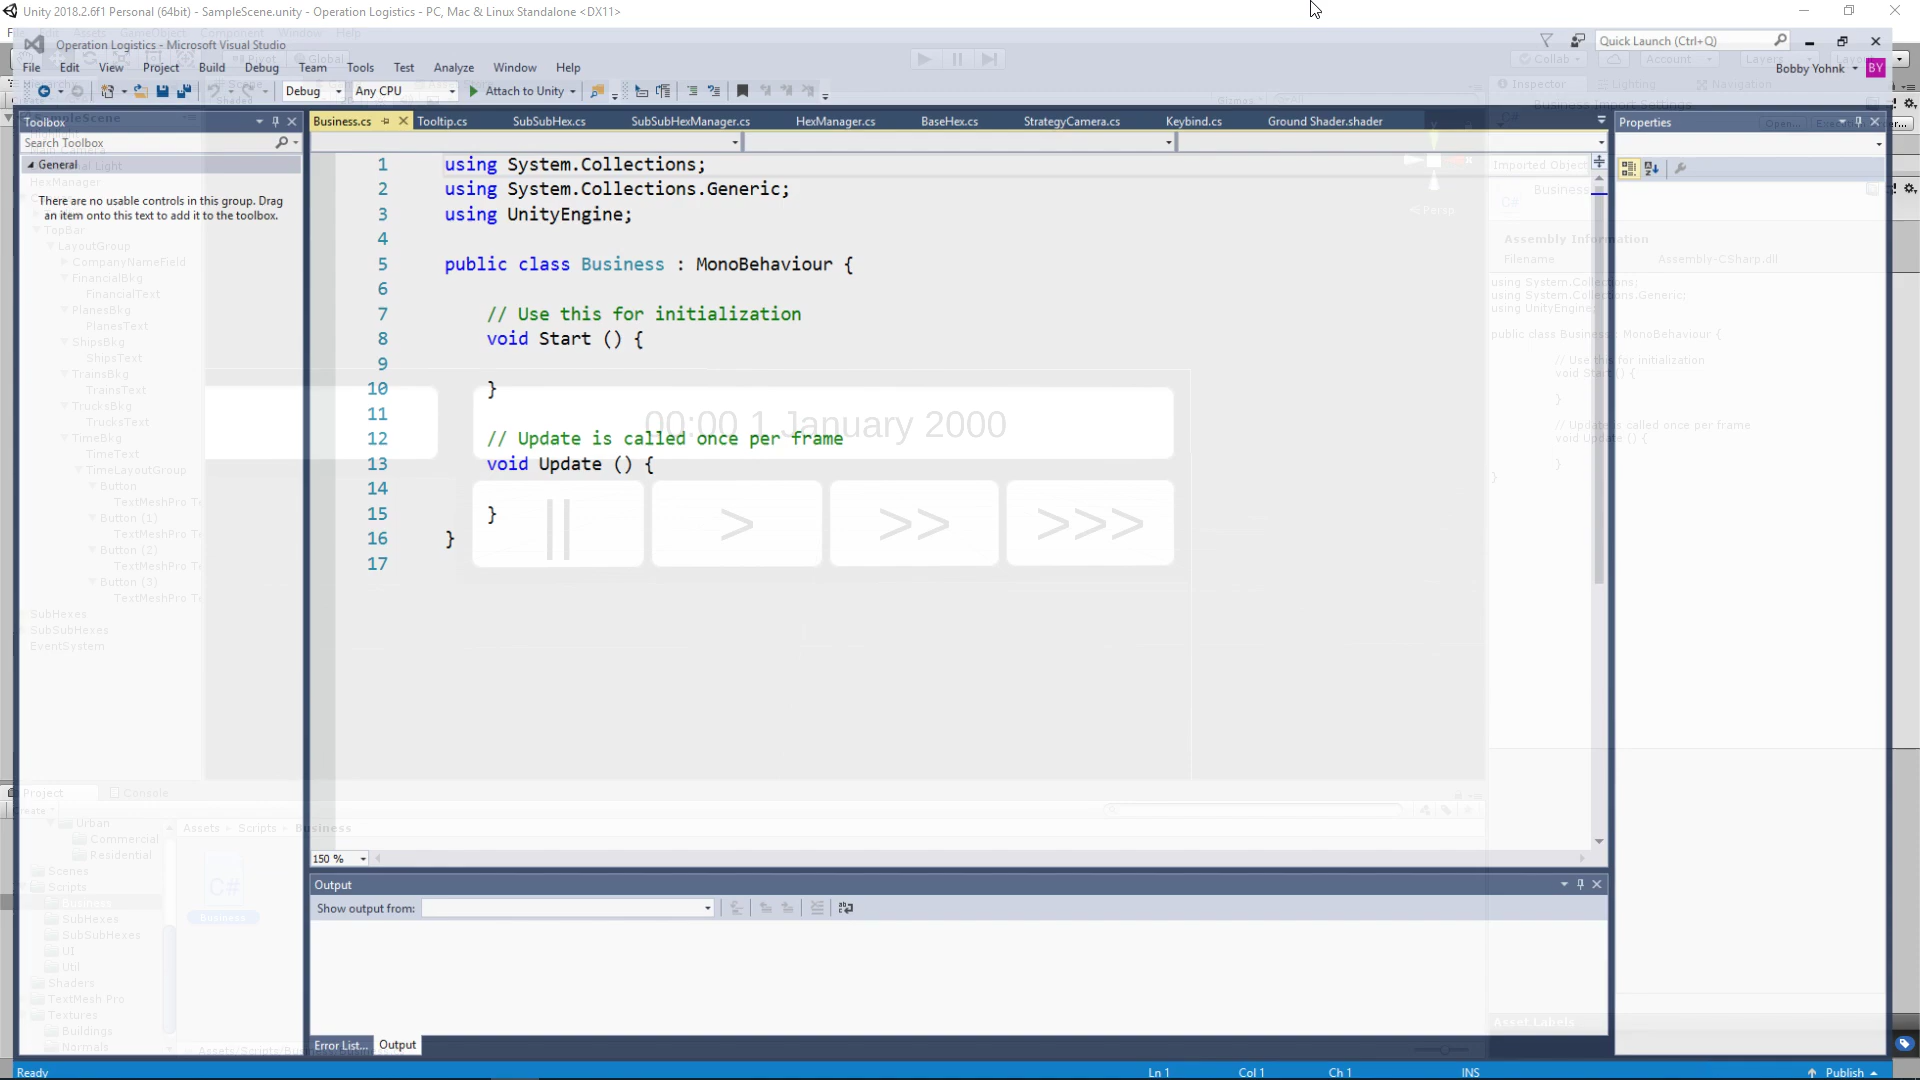 Unity 2018.2.6f1 Personal (64bit) - SampleScene.unity - Operation Logistics - PC, Mac & Linux Standalone <DX11>
Operation Logistics - Microsoft Visual Studio
Quick Launch (Ctrl+Q)
File Edit View Project Build Debug Team Tools Test Analyze Window Help
Bobby Yohnk BY
Debug Any CPU Attach to Unity
Collab Account
Inspector Lighting Navigation
Business Import Settings
Toolbox
Business.cs Tooltip.cs SubSubHex.cs SubSubHexManager.cs HexManager.cs BaseHex.cs StrategyCamera.cs Keybind.cs Ground Shader.shader
Properties
Search Toolbox
General
There are no usable controls in this group. Drag
an item onto this text to add it to the toolbox.
HexManager
TopBar
LayoutGroup
CompanyNameField
FinancialBkg
FinancialText
PlanesBkg
PlanesText
ShipsBkg
ShipsText
TrainsBkg
TrainsText
TrucksBkg
TrucksText
TimeBkg
TimeText
TimeLayoutGroup
Button
TextMeshPro
Button (1)
TextMeshPro
Button (2)
TextMeshPro
Button (3)
TextMeshPro
SubHexes
SubSubHexes
EventSystem
1 using System.Collections;
2 using System.Collections.Generic;
3 using UnityEngine;
4
5 public class Business : MonoBehaviour {
6
7 // Use this for initialization
8 void Start () {
9
10 }
11
12 // Update is called once per frame
13 void Update () {
14
15 }
16 }
17
00:00 1 January 2000
|| > >> >>>
Persp
Imported Object
Business
Assembly Information
Filename Assembly-CSharp.dll
using System.Collections;
using System.Collections.Generic;
using UnityEngine;
public class Business : MonoBehaviour {
// Use this for initialization
void Start () {
}
// Update is called once per frame
void Update () {
}
}
Project Console
Create
Assets Scripts Business
Urban
Commercial
Residential
Scenes
Scripts
Business
SubHexes
SubSubHexes
UI
Util
Shaders
TextMesh Pro
Textures
Buildings
Normals
C#
Business
150 %
Output
Show output from:
Asset Labels
Error List... Output
Ready Ln 1 Col 1 Ch 1 INS Publish